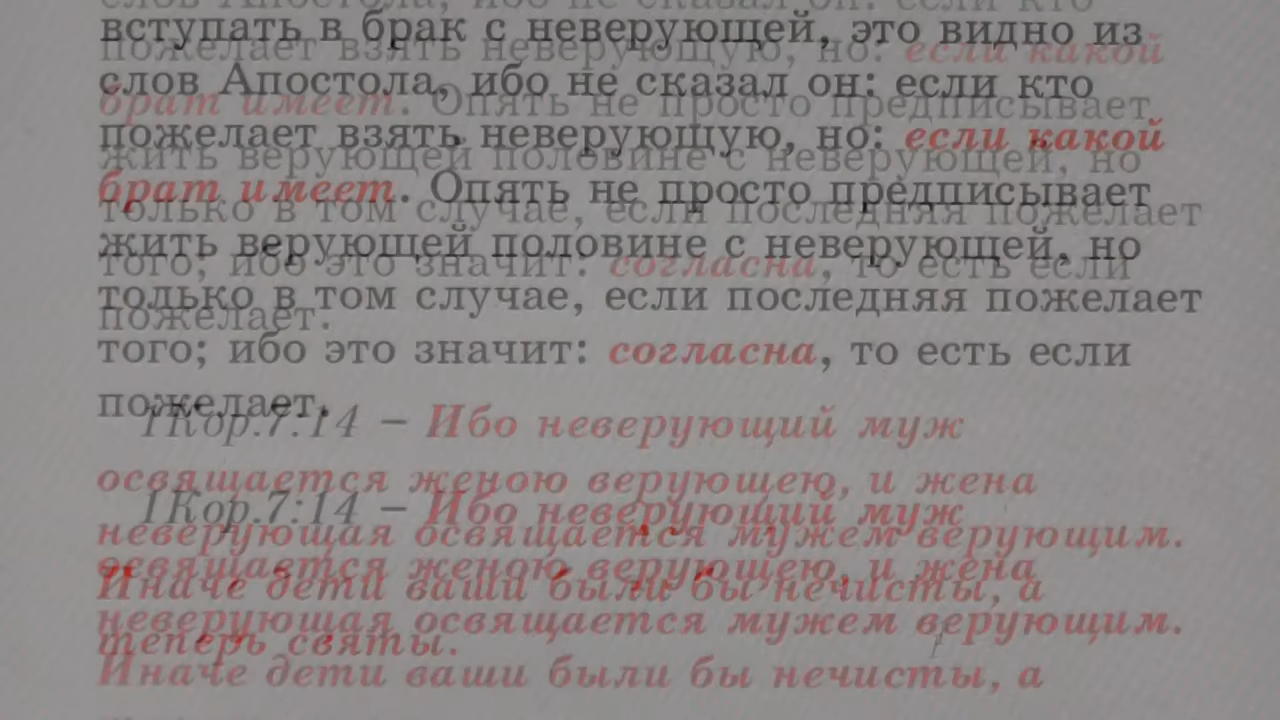 вступать в брак с неверующей, это видно из
слов Апостола, ибо не сказал он: если кто
пожелает взять неверующую, но: если какой
брат имеет. Опять не просто предписывает
жить верующей половине с неверующей, но
только в том случае, если последняя пожелает
того; ибо это значит: согласна, то есть если
пожелает.
1Кор.7:14 – Ибо неверующий муж
освящается женою верующею, и жена
неверующая освящается мужем верующим.
Иначе дети ваши были бы нечисты, а
теперь святы.